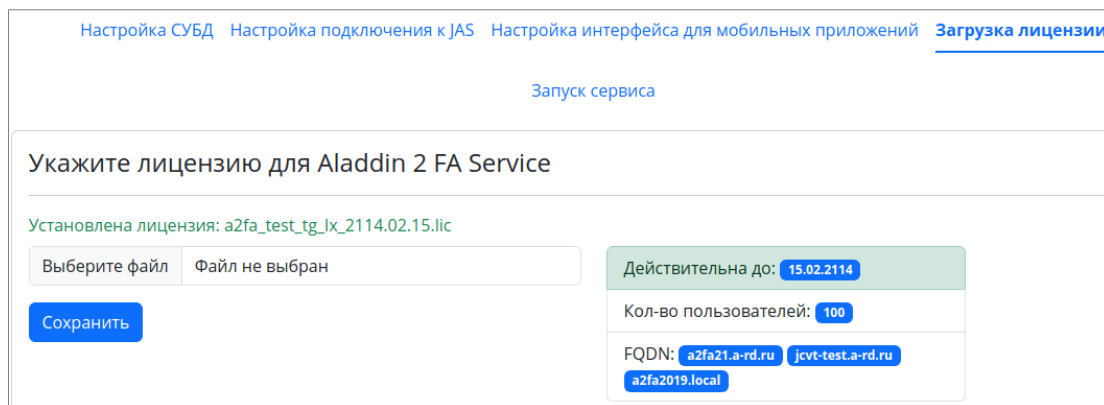 Настройка СУБД Настройка подключения к JAS Настройка интерфейса для мобильных приложений Загрузка лицензии
Запуск сервиса
Укажите лицензию для Aladdin 2 FA Service
Установлена лицензия: a2fa_test_tg_lx_2114.02.15.lic
Выберите файл Файл не выбран
Сохранить
Действительна до: 15.02.2114
Кол-во пользователей: 100
FQDN: a2fa21.a-rd.ru jcvt-test.a-rd.ru
a2fa2019.local